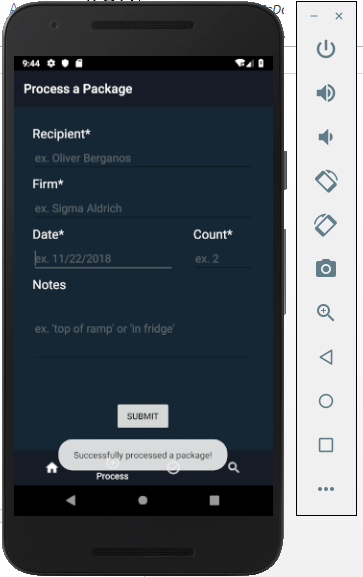 9:44
Process a Package
Recipient*
ex. Oliver Berganos
Firm*
ex. Sigma Aldrich
Date* Count*
ex. 11/22/2018 ex. 2
Notes
ex. 'top of ramp' or 'in fridge'
SUBMIT
Successfully processed a package!
Process